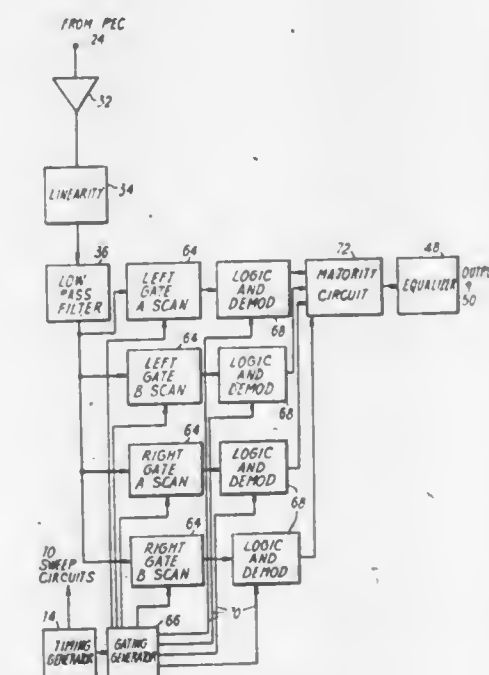 FROM PEC
24
32
LINEARITY
34
36
LOW
PASS
FILTER
64
LEFT
GATE
A SCAN
LOGIC
AND
DEMOD
68
72
MAJORITY
CIRCUIT
48
EQUALIZER
OUTPUT
50
64
LEFT
GATE
B SCAN
LOGIC
AND
DEMOD
68
64
RIGHT
GATE
A SCAN
LOGIC
AND
DEMOD
68
64
RIGHT
GATE
B SCAN
LOGIC
AND
DEMOD
TO
SWEEP
CIRCUITS
14
TIMING
GENERATOR
66
GATING
GENERATOR